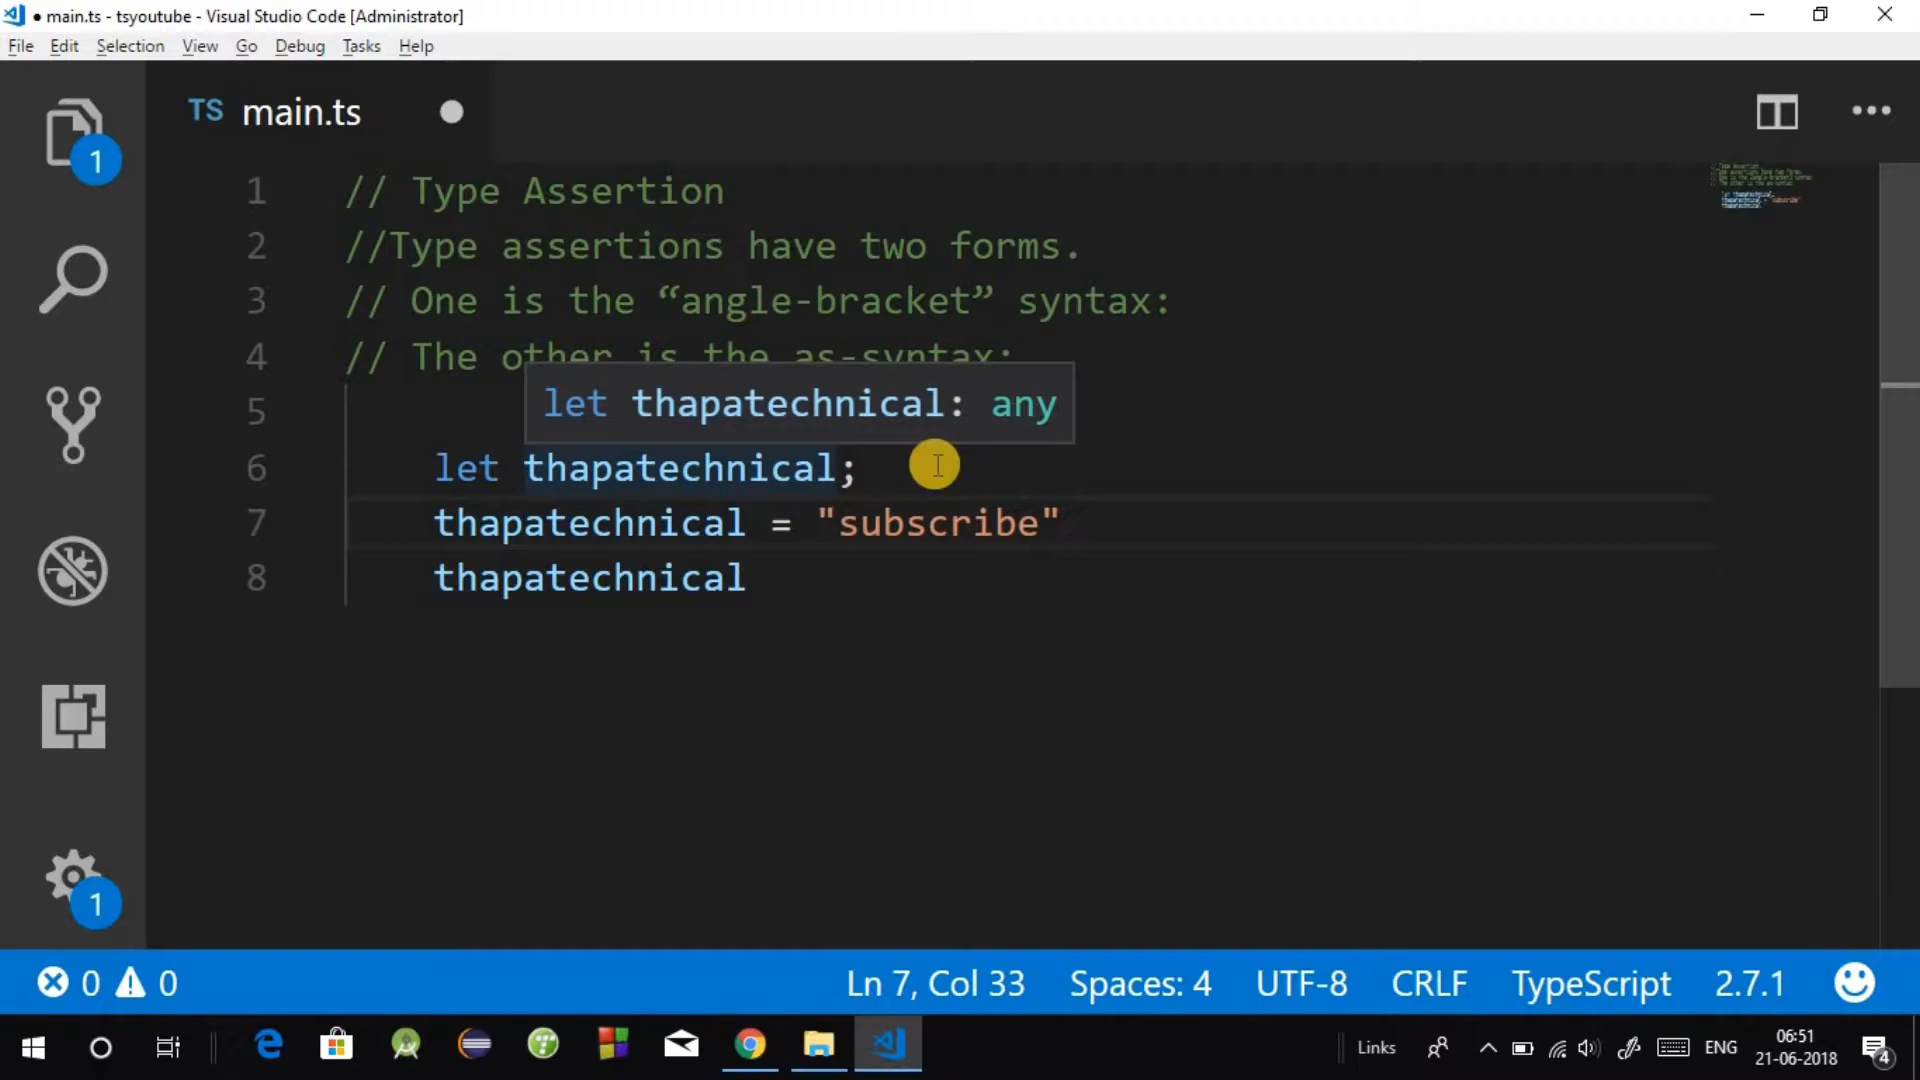 ● main.ts - tsyoutube - Visual Studio Code [Administrator]
File Edit Selection View Go Debug Tasks Help
TS main.ts
1
1 // Type Assertion
2 //Type assertions have two forms.
3 // One is the “angle-bracket” syntax:
4 // The other is the as-syntax:
let thapatechnical: any
5
6 let thapatechnical;
7 thapatechnical = "subscribe"
8 thapatechnical
1
0 0 Ln 7, Col 33 Spaces: 4 UTF-8 CRLF TypeScript 2.7.1
Links ENG 06:51
21-06-2018 4